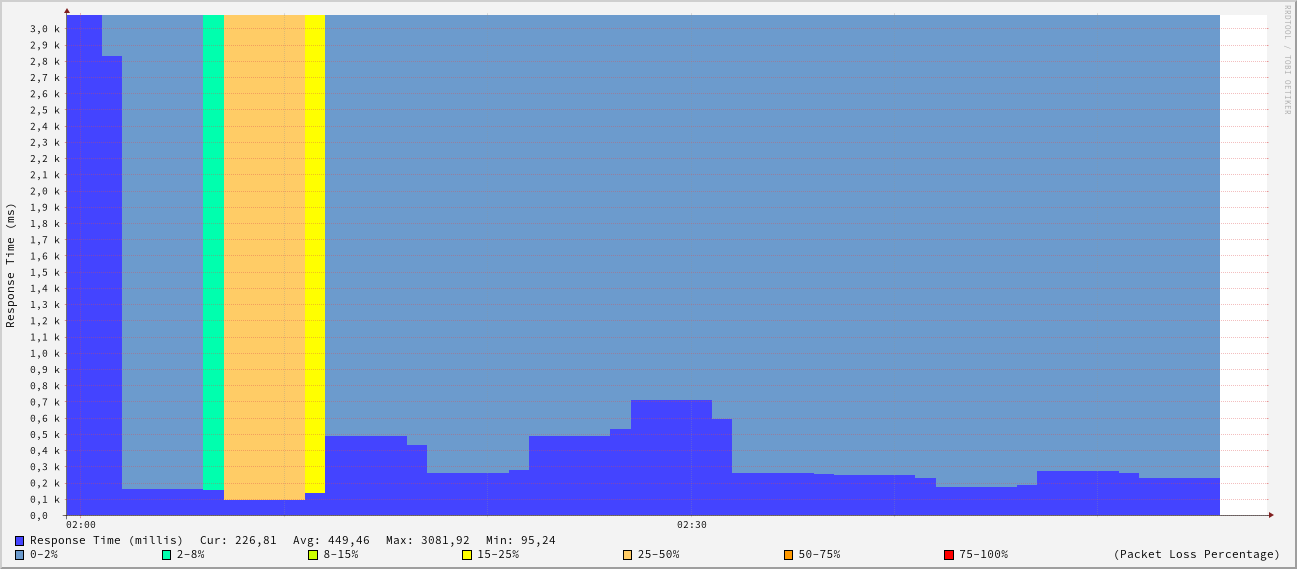 RRDTOOL / TOBI OETIKER
Response Time (ms)
3,0 k
2,9 k
2,8 k
2,7 k
2,6 k
2,5 k
2,4 k
2,3 k
2,2 k
2,1 k
2,0 k
1,9 k
1,8 k
1,7 k
1,6 k
1,5 k
1,4 k
1,3 k
1,2 k
1,1 k
1,0 k
0,9 k
0,8 k
0,7 k
0,6 k
0,5 k
0,4 k
0,3 k
0,2 k
0,1 k
0,0
02:00 02:30
Response Time (millis) Cur: 226,81 Avg: 449,46 Max: 3081,92 Min: 95,24
0-2% 2-8% 8-15% 15-25% 25-50% 50-75% 75-100% (Packet Loss Percentage)